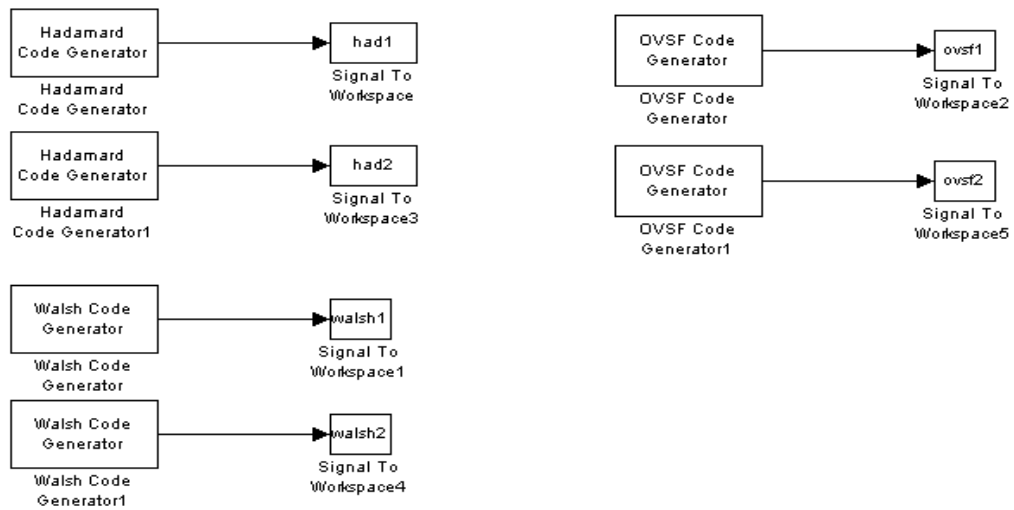 Hadamard
Code Generator
had1
Hadamard
Code Generator
Signal To
Workspace
Hadamard
Code Generator
had2
Hadamard
Code Generator1
Signal To
Workspace3
Walsh Code
Generator
walsh1
Walsh Code
Generator
Signal To
Workspace1
Walsh Code
Generator
walsh2
Walsh Code
Generator1
Signal To
Workspace4
OVSF Code
Generator
ovsf1
OVSF Code
Generator
Signal To
Workspace2
OVSF Code
Generator
ovsf2
OVSF Code
Generator1
Signal To
Workspace5